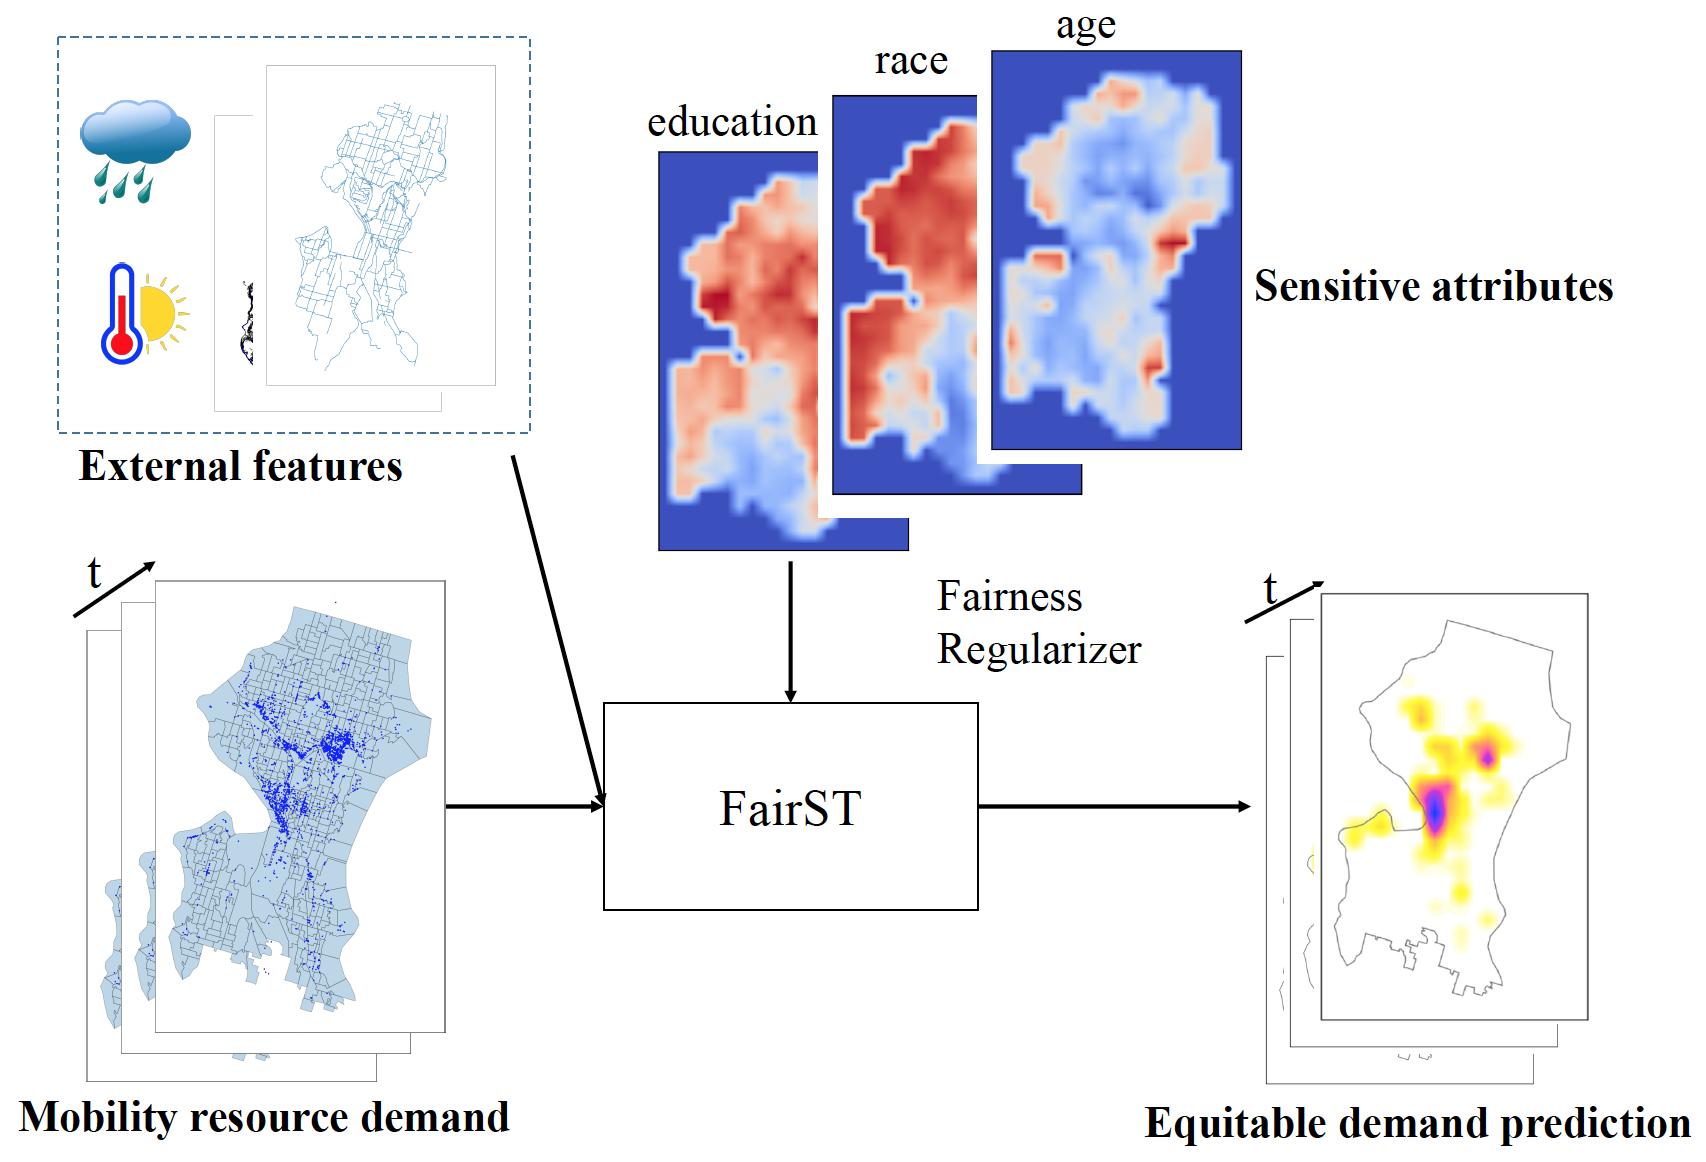 age
race
education
Sensitive attributes
External features
t
Fairness
Regularizer
t
FairST
Mobility resource demand
Equitable demand prediction